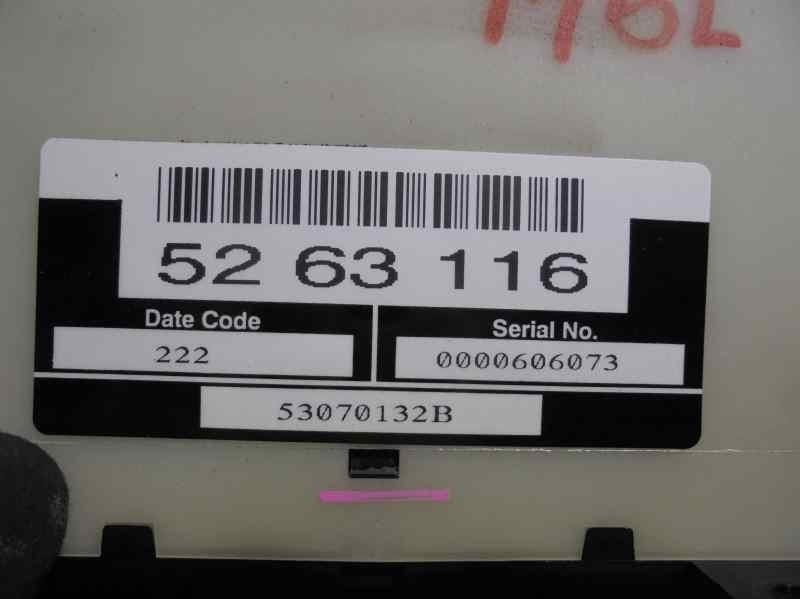 52 63 116
Date Code
Serial No.
222
0000606073
53070132B